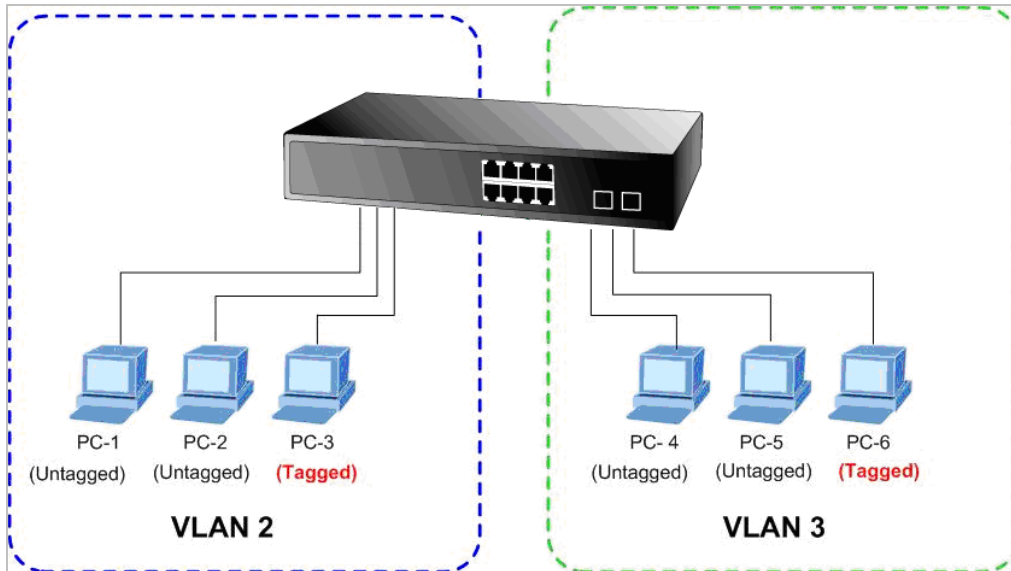 PC-1 PC-2 PC-3 PC- 4 PC-5 PC-6
(Untagged) (Untagged) (Tagged) (Untagged) (Untagged) (Tagged)
VLAN 2 VLAN 3